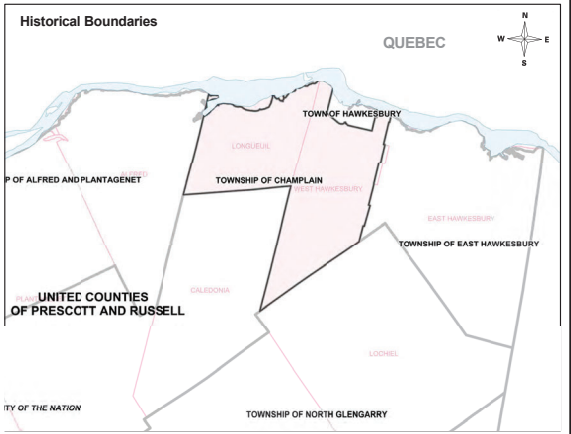 Historical Boundaries
N
W E
S
QUEBEC
TOWN OF HAWKESBURY
LONGUEUIL
ALFRED
P OF ALFRED AND PLANTAGENET
TOWNSHIP OF CHAMPLAIN
WEST HAWKESBURY
EAST HAWKESBURY
TOWNSHIP OF EAST HAWKESBURY
CALEDONIA
PLANT
UNITED COUNTIES
OF PRESCOTT AND RUSSELL
LOCHIEL
ITY OF THE NATION
TOWNSHIP OF NORTH GLENGARRY